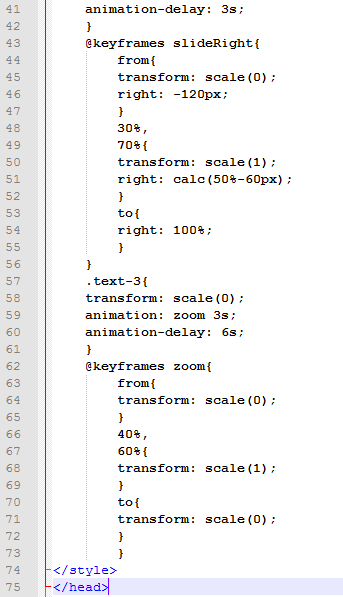 41 animation-delay: 3s;
42 }
43 @keyframes slideRight{
44 from{
45 transform: scale(0);
46 right: -120px;
47 }
48 30%,
49 70%{
50 transform: scale(1);
51 right: calc(50%-60px);
52 }
53 to{
54 right: 100%;
55 }
56 }
57 .text-3{
58 transform: scale(0);
59 animation: zoom 3s;
60 animation-delay: 6s;
61 }
62 @keyframes zoom{
63 from{
64 transform: scale(0);
65 }
66 40%,
67 60%{
68 transform: scale(1);
69 }
70 to{
71 transform: scale(0);
72 }
73 }
74 </style>
75 </head>